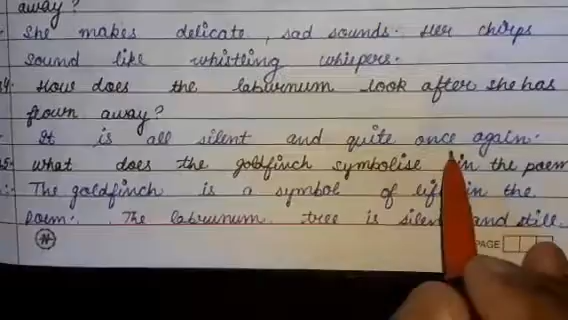 away?
She makes delicate, sad sounds. Her chirps
sound like whistling whispers.
How does the laburnum look after she has
flown away?
It is all silent and quite once again.
What does the goldfinch symbolise in the poem
The goldfinch is a symbol of life in the
Poem. The laburnum tree is silent and still.
PAGE